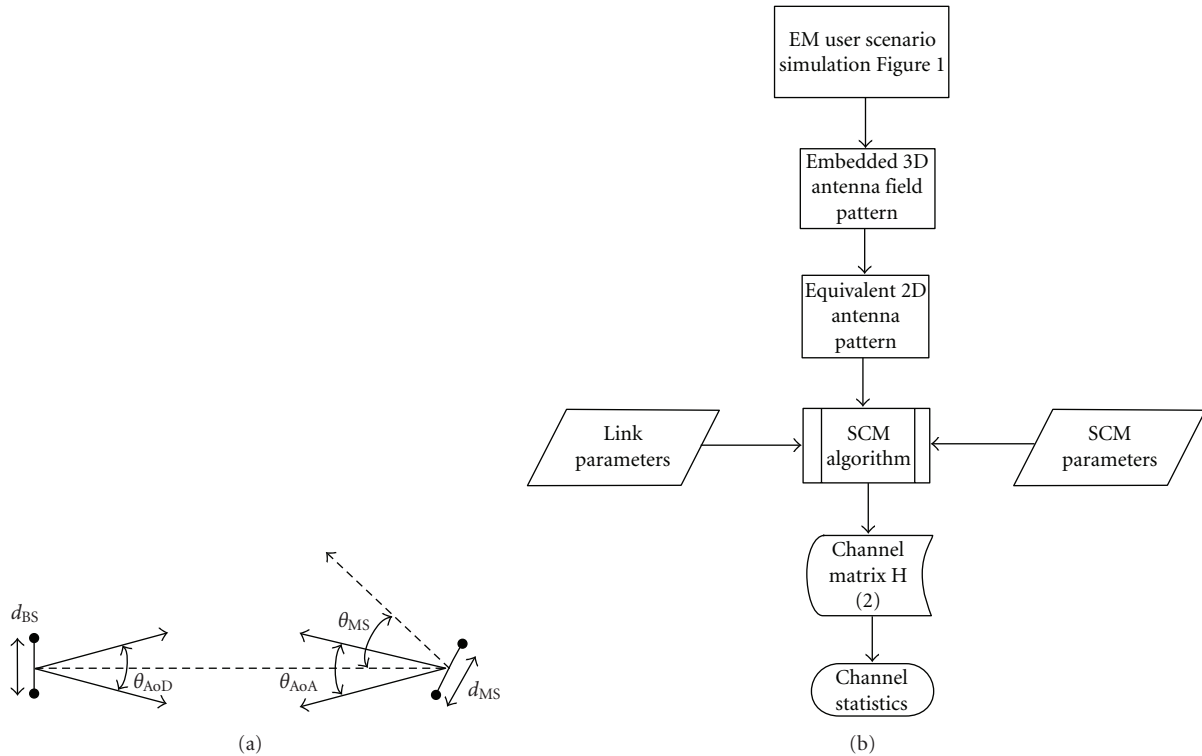 d_BS
θ_AoD
θ_AoA
θ_MS
d_MS
(a)
EM user scenario
simulation Figure 1
Embedded 3D
antenna field
pattern
Equivalent 2D
antenna
pattern
Link
parameters
SCM
algorithm
SCM
parameters
Channel
matrix H
(2)
Channel
statistics
(b)